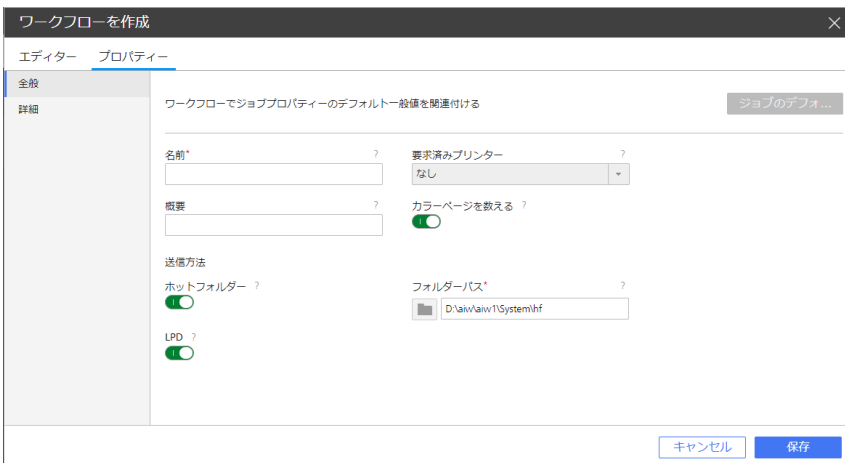 ワークフローを作成
エディター プロパティー
全般
詳細
ワークフローでジョブプロパティーのデフォルト一般値を関連付ける
ジョブのデフォ...
名前* ?
要求済みプリンター ?
なし
概要 ?
カラーページを数える ?
送信方法
ホットフォルダー ?
フォルダーパス* ?
D:\aiw\aiw1\System\hf
LPD ?
キャンセル 保存